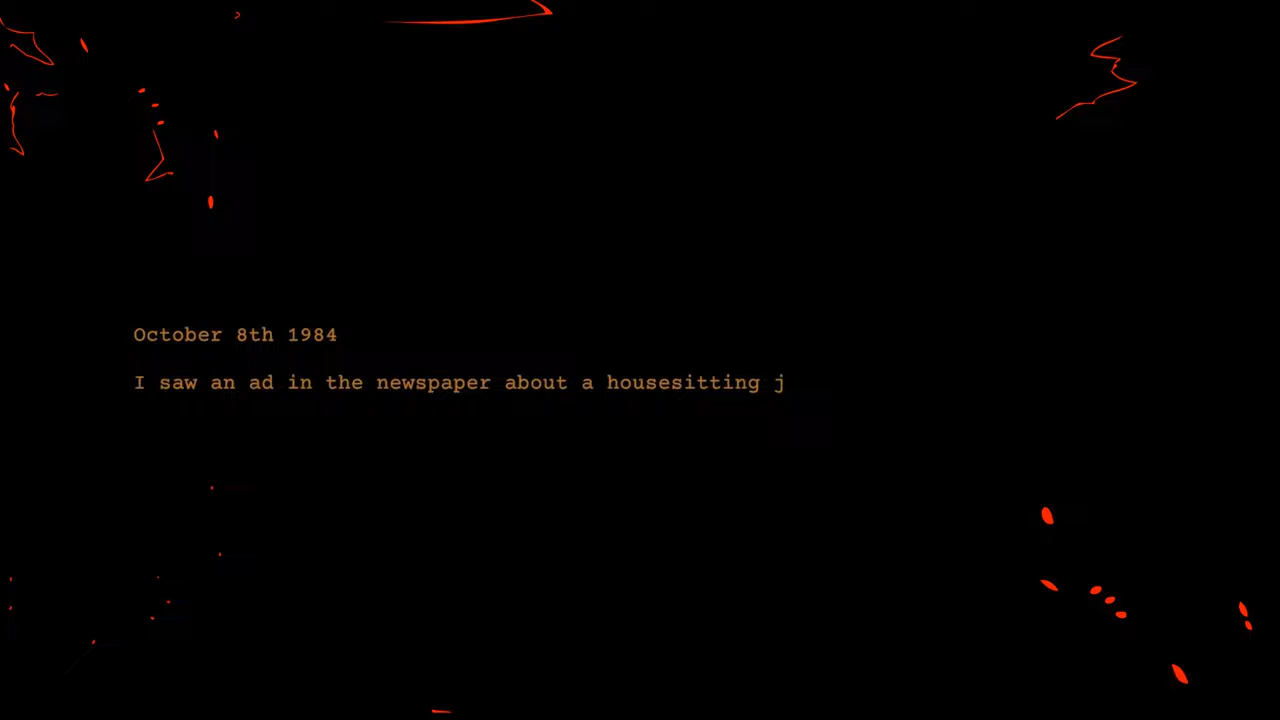 October 8th 1984
I saw an ad in the newspaper about a housesitting j